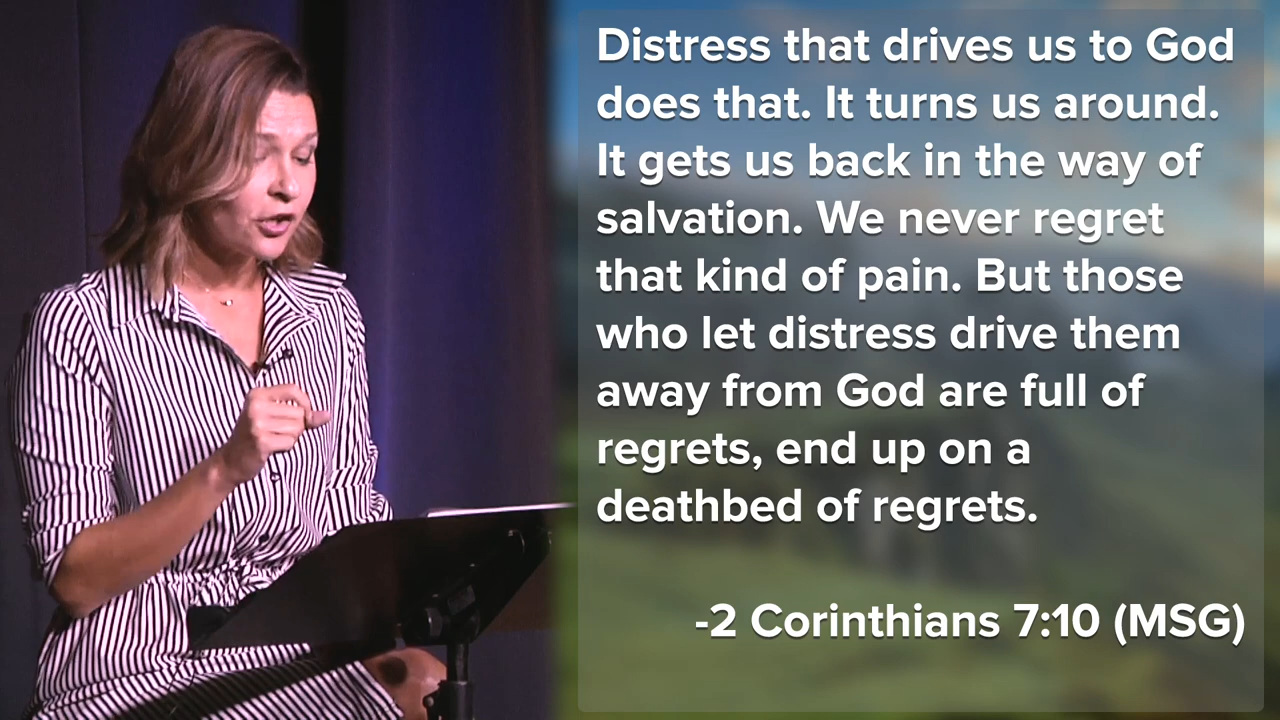 Distress that drives us to God
does that. It turns us around.
It gets us back in the way of
salvation. We never regret
that kind of pain. But those
who let distress drive them
away from God are full of
regrets, end up on a
deathbed of regrets.
-2 Corinthians 7:10 (MSG)